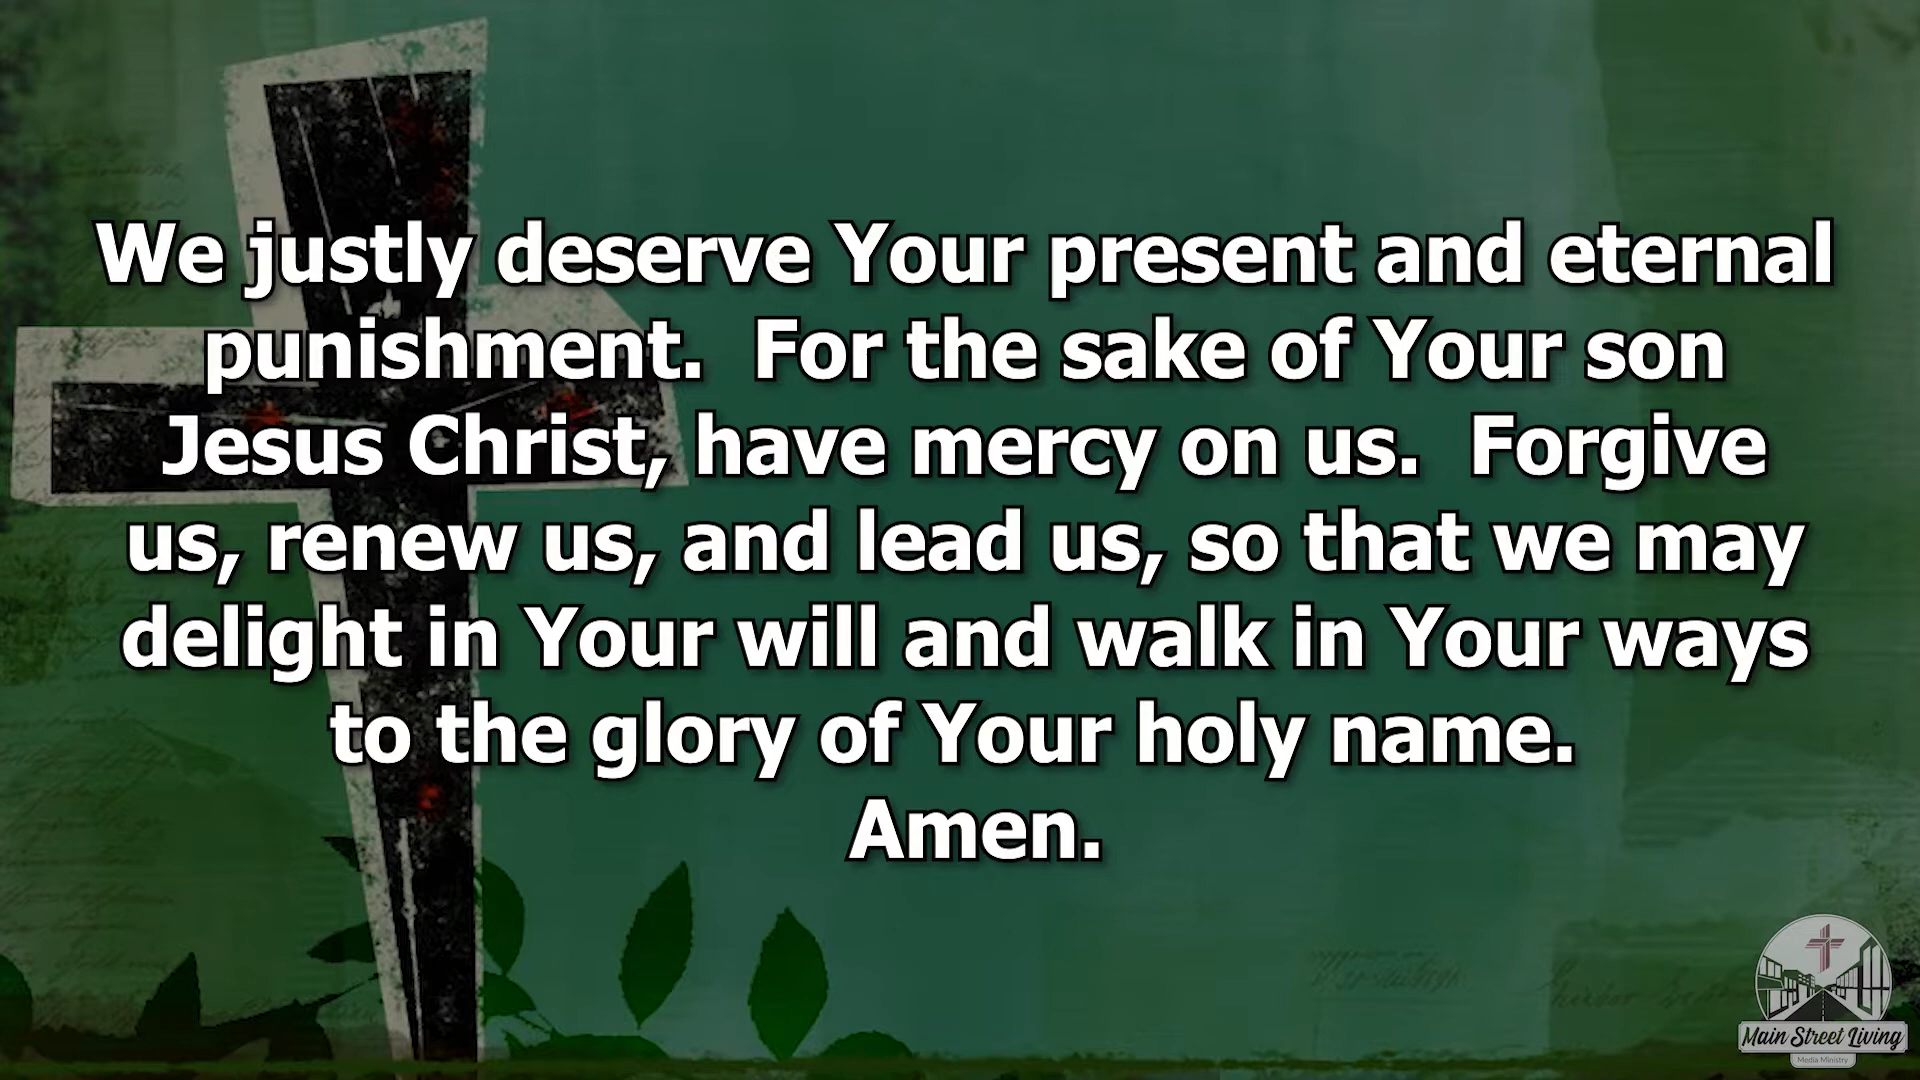 We justly deserve Your present and eternal
punishment.  For the sake of Your son
Jesus Christ, have mercy on us.  Forgive
us, renew us, and lead us, so that we may
delight in Your will and walk in Your ways
to the glory of Your holy name.
Amen.
Main Street Living
Media Ministry